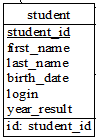 student
student_id
first_name
last_name
birth_date
login
year_result
id: student_id